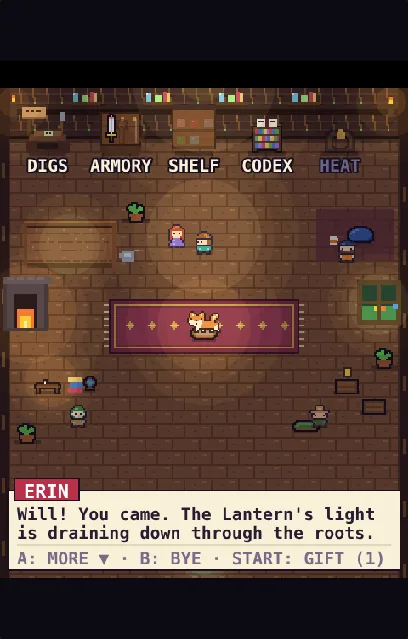 DIGS ARMORY SHELF CODEX HEAT
ERIN
Will! You came. The Lantern's light
is draining down through the roots.
A: MORE ▼ · B: BYE · START: GIFT (1)